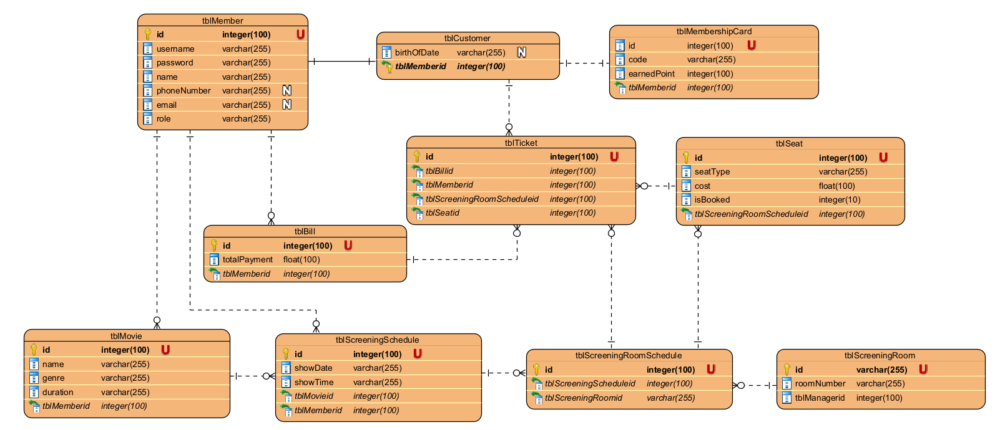 tblMember
id integer(100) U
username varchar(255)
password varchar(255)
name varchar(255)
phoneNumber varchar(255) N
email varchar(255) N
role varchar(255)
tblCustomer
birthOfDate varchar(255) N
tblMemberid integer(100)
tblMembershipCard
id integer(100) U
code varchar(255)
earnedPoint integer(100)
tblMemberid integer(100)
tblTicket
id integer(100) U
tblBillid integer(100)
tblMemberid integer(100)
tblScreeningRoomScheduleid integer(100)
tblSeatid integer(100)
tblSeat
id integer(100) U
seatType varchar(255)
cost float(100)
isBooked integer(10)
tblScreeningRoomScheduleid integer(100)
tblBill
id integer(100) U
totalPayment float(100)
tblMemberid integer(100)
tblMovie
id integer(100) U
name varchar(255)
genre varchar(255)
duration varchar(255)
tblMemberid integer(100)
tblScreeningSchedule
id integer(100) U
showDate varchar(255)
showTime varchar(255)
tblMovieid integer(100)
tblMemberid integer(100)
tblScreeningRoomSchedule
id integer(100) U
tblScreeningScheduleid integer(100)
tblScreeningRoomid varchar(255)
tblScreeningRoom
id varchar(255) U
roomNumber varchar(255)
tblManagerid integer(100)